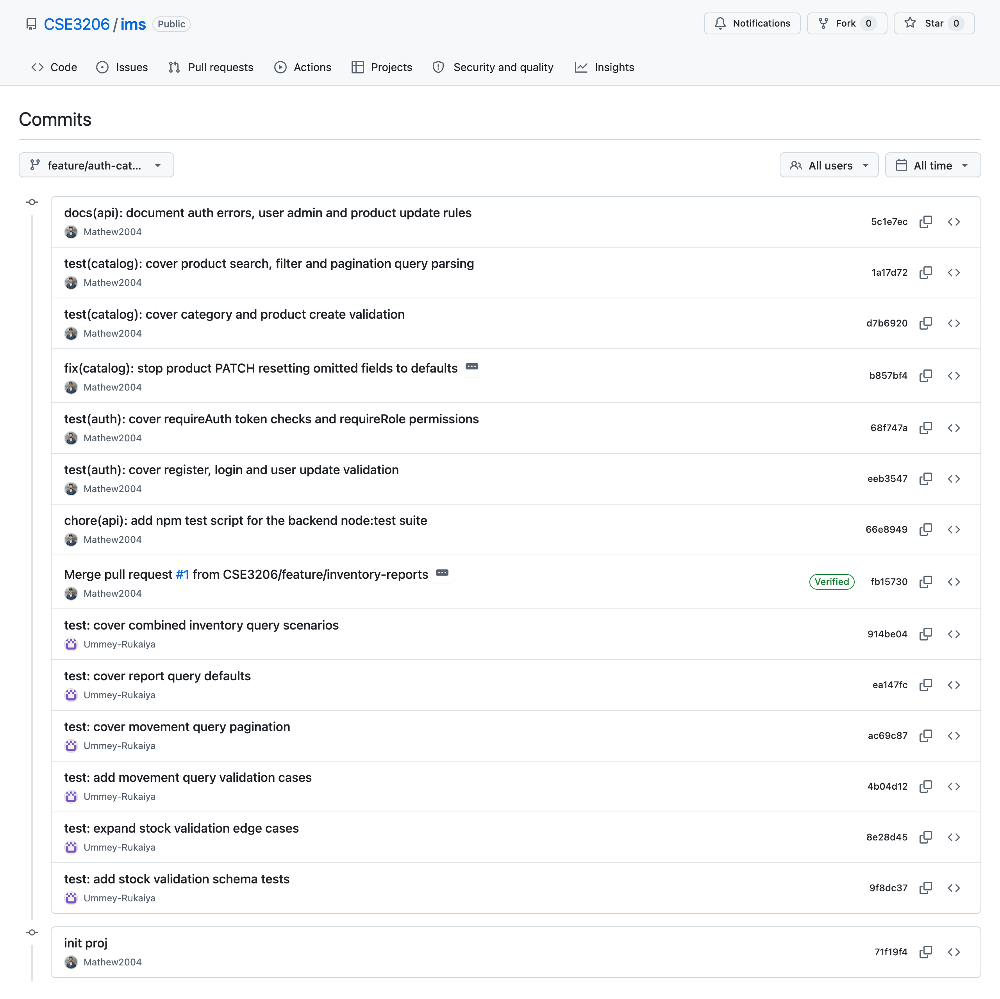 CSE3206 / ims Public
Notifications Fork 0 Star 0
Code Issues Pull requests Actions Projects Security and quality Insights
Commits
feature/auth-cat... All users All time
docs(api): document auth errors, user admin and product update rules
Mathew2004
5c1e7ec
test(catalog): cover product search, filter and pagination query parsing
Mathew2004
1a17d72
test(catalog): cover category and product create validation
Mathew2004
d7b6920
fix(catalog): stop product PATCH resetting omitted fields to defaults
Mathew2004
b857bf4
test(auth): cover requireAuth token checks and requireRole permissions
Mathew2004
68f747a
test(auth): cover register, login and user update validation
Mathew2004
eeb3547
chore(api): add npm test script for the backend node:test suite
Mathew2004
66e8949
Merge pull request #1 from CSE3206/feature/inventory-reports
Mathew2004
Verified fb15730
test: cover combined inventory query scenarios
Ummey-Rukaiya
914be04
test: cover report query defaults
Ummey-Rukaiya
ea147fc
test: cover movement query pagination
Ummey-Rukaiya
ac69c87
test: add movement query validation cases
Ummey-Rukaiya
4b04d12
test: expand stock validation edge cases
Ummey-Rukaiya
8e28d45
test: add stock validation schema tests
Ummey-Rukaiya
9f8dc37
init proj
Mathew2004
71f19f4